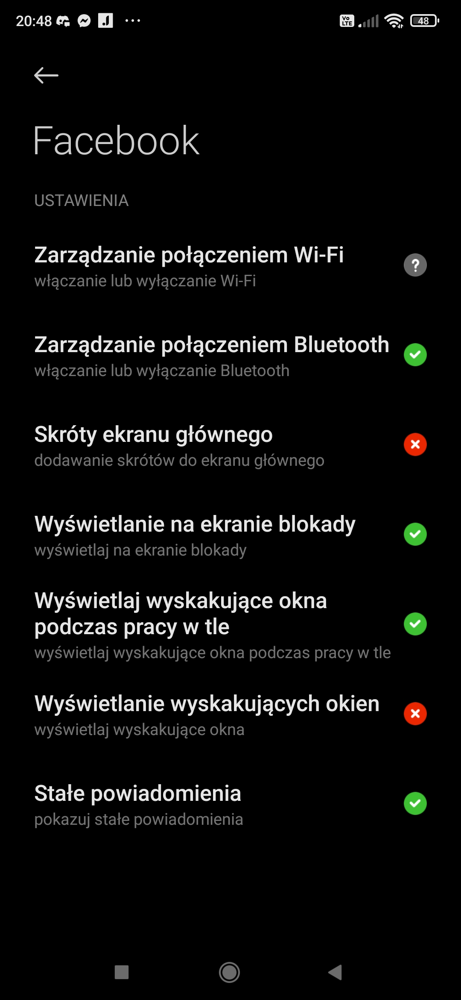 20:48
Vo
LTE
48
Facebook
USTAWIENIA
Zarządzanie połączeniem Wi-Fi
włączanie lub wyłączanie Wi-Fi
?
Zarządzanie połączeniem Bluetooth
włączanie lub wyłączanie Bluetooth
Skróty ekranu głównego
dodawanie skrótów do ekranu głównego
Wyświetlanie na ekranie blokady
wyświetlaj na ekranie blokady
Wyświetlaj wyskakujące okna
podczas pracy w tle
wyświetlaj wyskakujące okna podczas pracy w tle
Wyświetlanie wyskakujących okien
wyświetlaj wyskakujące okna
Stałe powiadomienia
pokazuj stałe powiadomienia